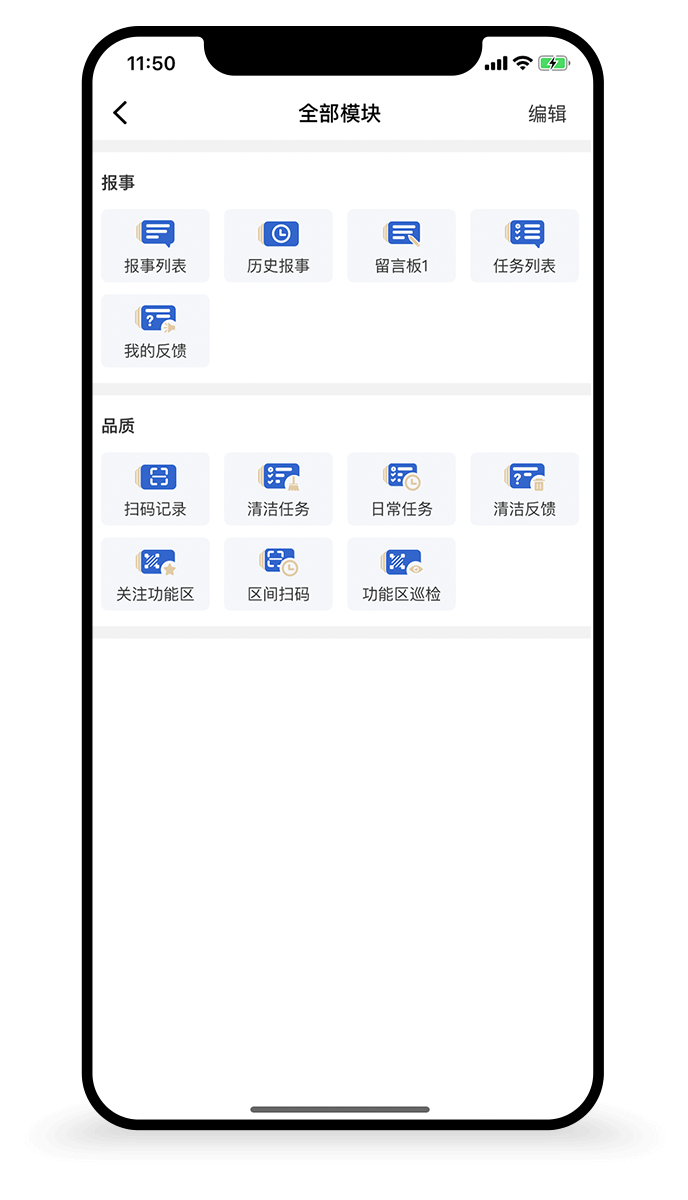 11:50
全部模块
编辑
报事
报事列表
历史报事
留言板1
任务列表
我的反馈
品质
扫码记录
清洁任务
日常任务
清洁反馈
关注功能区
区间扫码
功能区巡检